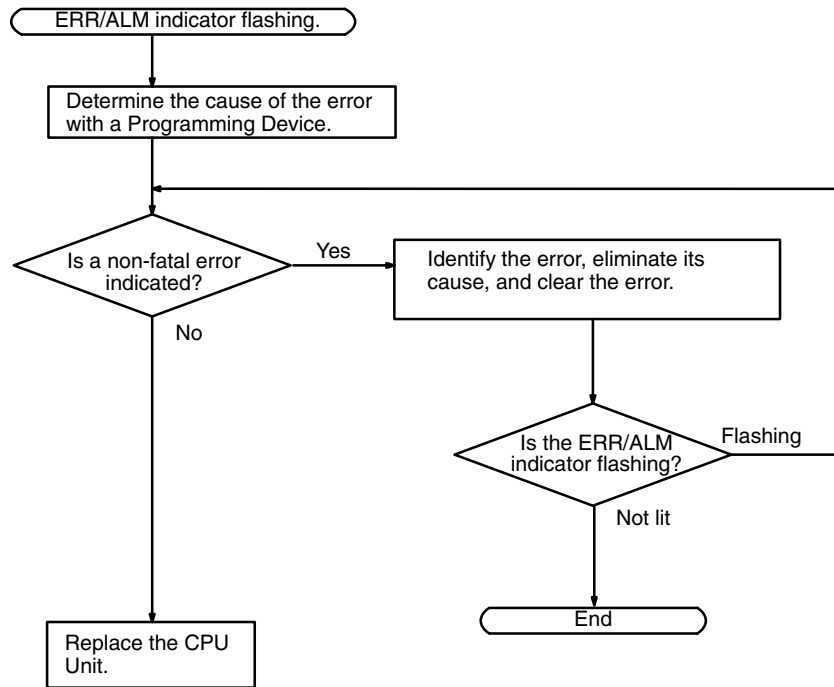 ERR/ALM indicator flashing.
Determine the cause of the error
with a Programming Device.
Is a non-fatal error
indicated?
Yes
No
Identify the error, eliminate its
cause, and clear the error.
Is the ERR/ALM
indicator flashing?
Flashing
Not lit
End
Replace the CPU
Unit.